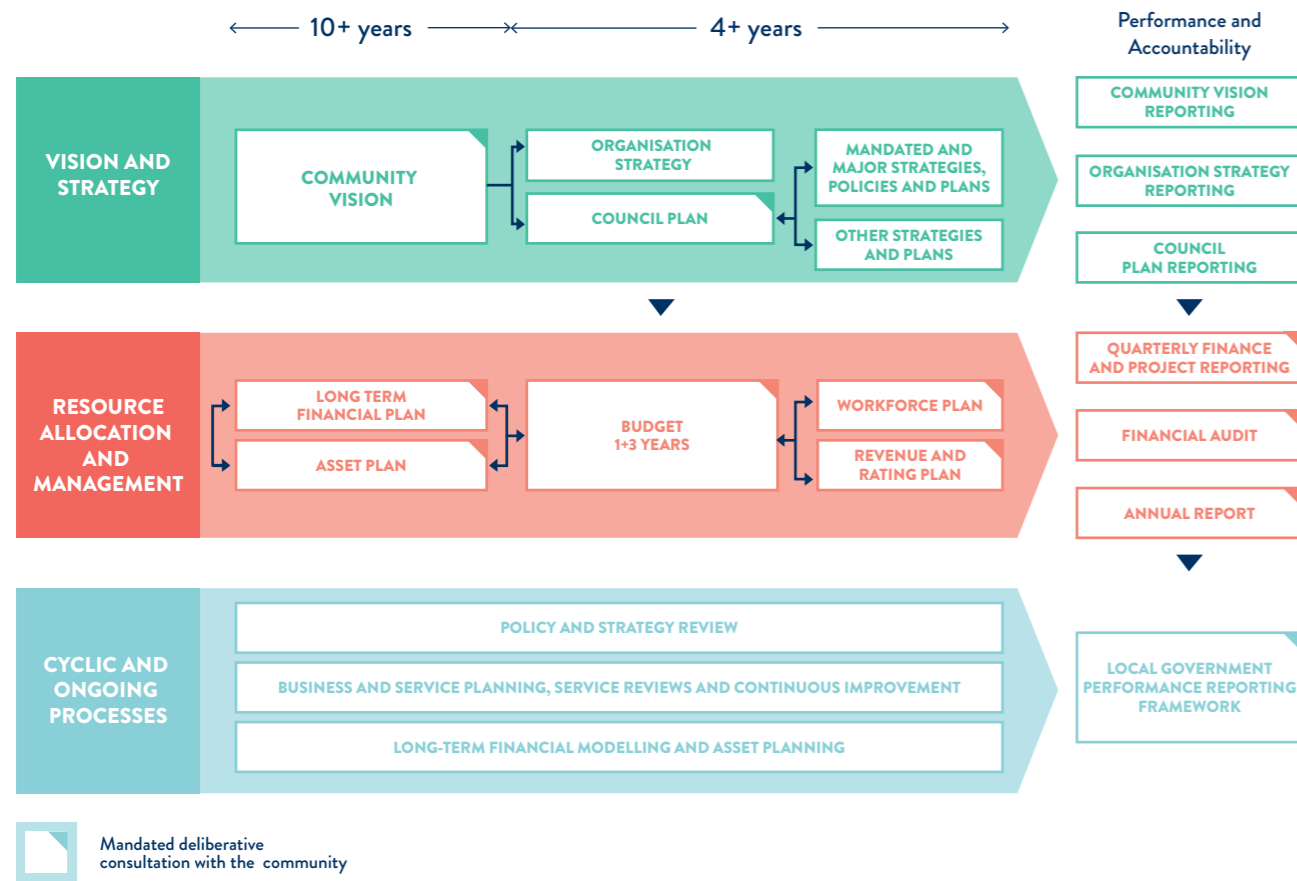 10+ years
4+ years
Performance and
Accountability
VISION AND
STRATEGY
COMMUNITY
VISION
ORGANISATION
STRATEGY
COUNCIL PLAN
MANDATED AND
MAJOR STRATEGIES,
POLICIES AND PLANS
OTHER STRATEGIES
AND PLANS
COMMUNITY VISION
REPORTING
ORGANISATION STRATEGY
REPORTING
COUNCIL
PLAN REPORTING
RESOURCE
ALLOCATION
AND
MANAGEMENT
LONG TERM
FINANCIAL PLAN
ASSET PLAN
BUDGET
1+3 YEARS
WORKFORCE PLAN
REVENUE AND
RATING PLAN
QUARTERLY FINANCE
AND PROJECT REPORTING
FINANCIAL AUDIT
ANNUAL REPORT
CYCLIC AND
ONGOING
PROCESSES
POLICY AND STRATEGY REVIEW
BUSINESS AND SERVICE PLANNING, SERVICE REVIEWS AND CONTINUOUS IMPROVEMENT
LONG-TERM FINANCIAL MODELLING AND ASSET PLANNING
LOCAL GOVERNMENT
PERFORMANCE REPORTING
FRAMEWORK
Mandated deliberative
consultation with the community